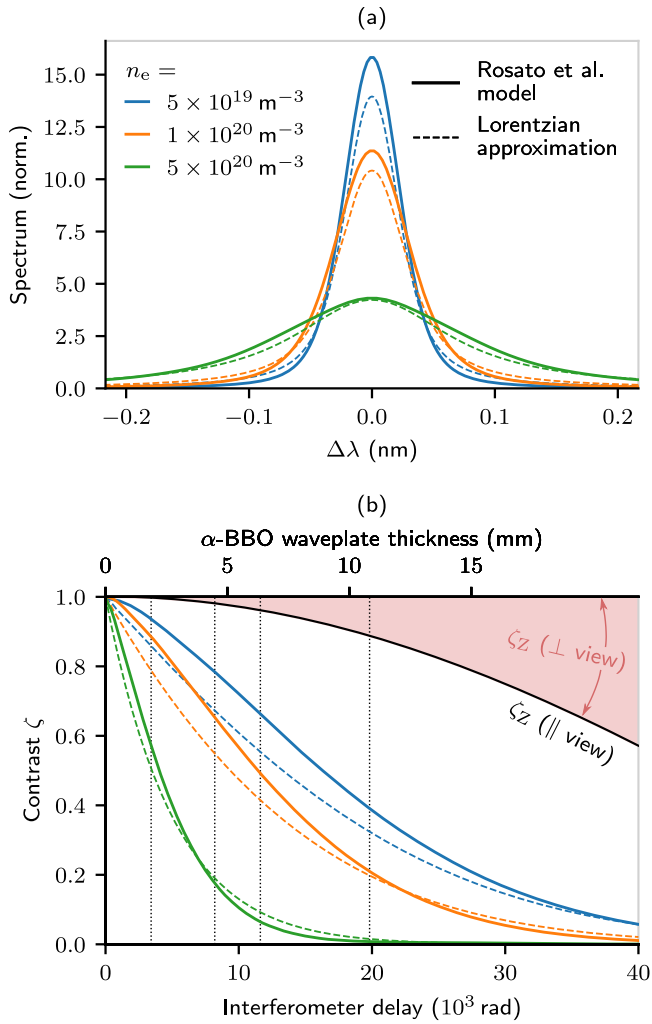 (a)
Spectrum (norm.)
15.0
12.5
10.0
7.5
5.0
2.5
0.0
nₑ =
5 × 10¹⁹ m⁻³
1 × 10²⁰ m⁻³
5 × 10²⁰ m⁻³
Rosato et al.
model
Lorentzian
approximation
−0.2
−0.1
0.0
0.1
0.2
Δλ (nm)
(b)
α-BBO waveplate thickness (mm)
0
5
10
15
Contrast ζ
1.0
0.8
0.6
0.4
0.2
0.0
ζ_Z (⊥ view)
ζ_Z (∥ view)
0
10
20
30
40
Interferometer delay (10³ rad)